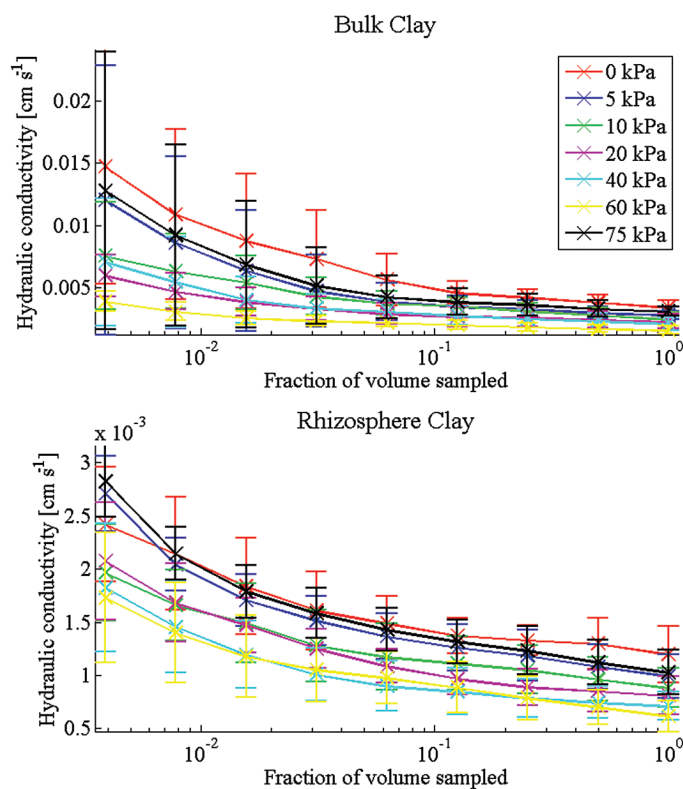 Bulk Clay
Hydraulic conductivity [cm s⁻¹]
0.02
0.015
0.01
0.005
0 kPa
5 kPa
10 kPa
20 kPa
40 kPa
60 kPa
75 kPa
10⁻² 10⁻¹ 10⁰
Fraction of volume sampled
Rhizosphere Clay
x 10⁻³
Hydraulic conductivity [cm s⁻¹]
3
2.5
2
1.5
1
0.5
10⁻² 10⁻¹ 10⁰
Fraction of volume sampled